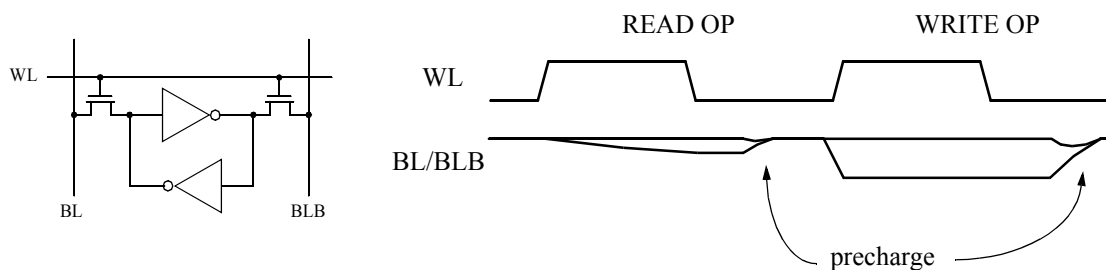 WL
BL
BLB
READ OP
WRITE OP
WL
BL/BLB
precharge